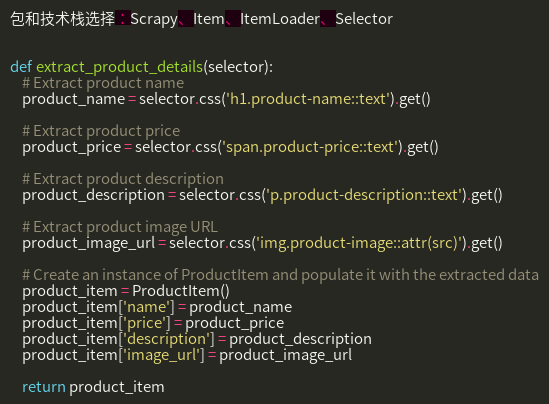 包和技术栈选择：Scrapy、Item、ItemLoader、Selector
def extract_product_details(selector):
# Extract product name
product_name = selector.css('h1.product-name::text').get()
# Extract product price
product_price = selector.css('span.product-price::text').get()
# Extract product description
product_description = selector.css('p.product-description::text').get()
# Extract product image URL
product_image_url = selector.css('img.product-image::attr(src)').get()
# Create an instance of ProductItem and populate it with the extracted data
product_item = ProductItem()
product_item['name'] = product_name
product_item['price'] = product_price
product_item['description'] = product_description
product_item['image_url'] = product_image_url
return product_item